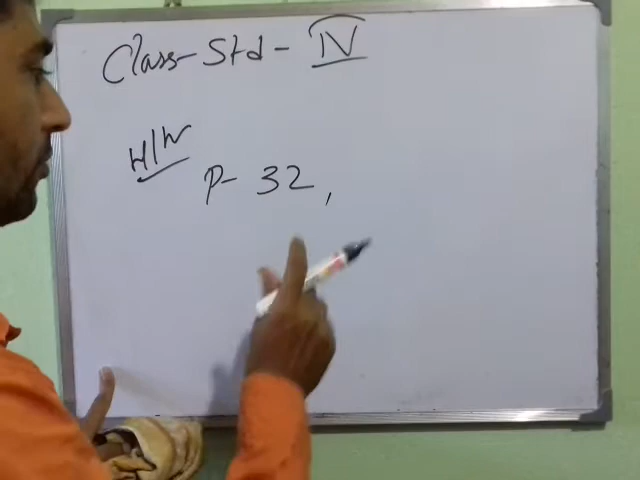 Class-Std- IV
H/W
P- 32,